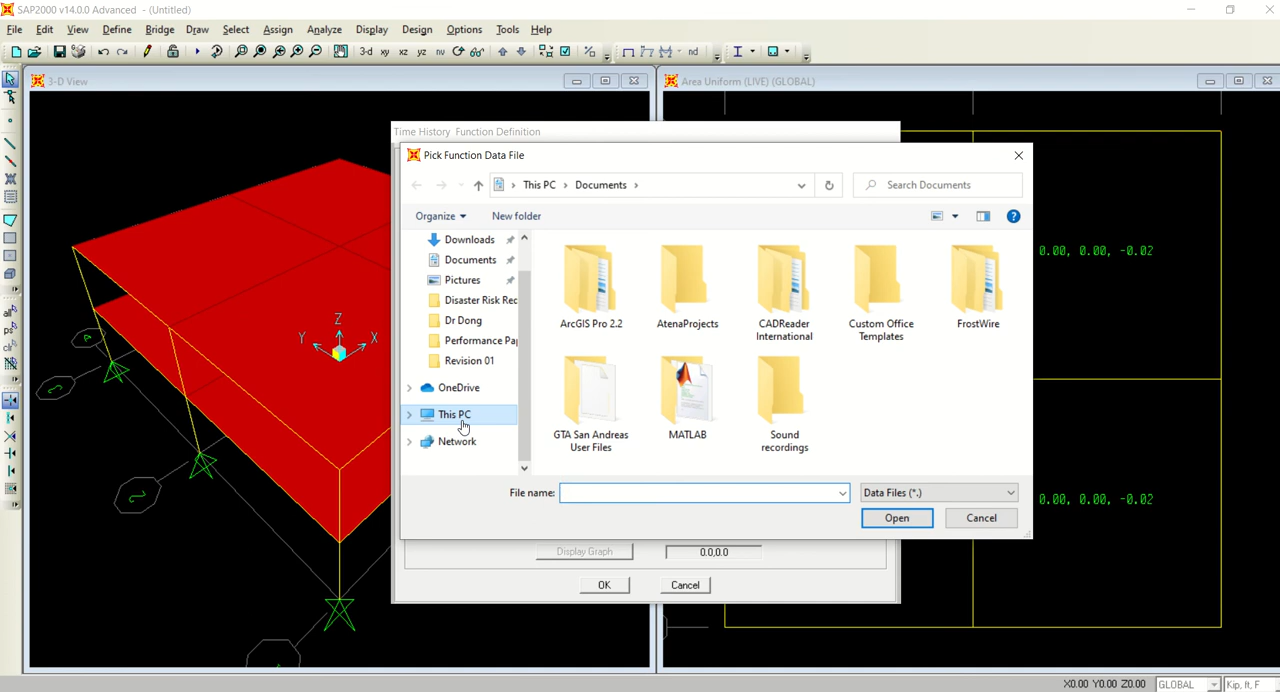 SAP2000 v14.0.0 Advanced - (Untitled)
File Edit View Define Bridge Draw Select Assign Analyze Display Design Options Tools Help
3-d xy xz yz nv nd
3-D View
Area Uniform (LIVE) (GLOBAL)
Time History Function Definition
Pick Function Data File
This PC > Documents >
Search Documents
Organize New folder
Downloads
Documents
Pictures
Disaster Risk Rec
Dr Dong
Performance Pa
Revision 01
OneDrive
This PC
Network
ArcGIS Pro 2.2
AtenaProjects
CADReader International
Custom Office Templates
FrostWire
GTA San Andreas User Files
MATLAB
Sound recordings
File name:
Data Files (*.)
Open Cancel
Display Graph 0.0,0.0
OK Cancel
all
ps
clr
Z
Y X
0.00, 0.00, -0.02
0.00, 0.00, -0.02
X0.00 Y0.00 Z0.00 GLOBAL Kip, ft, F